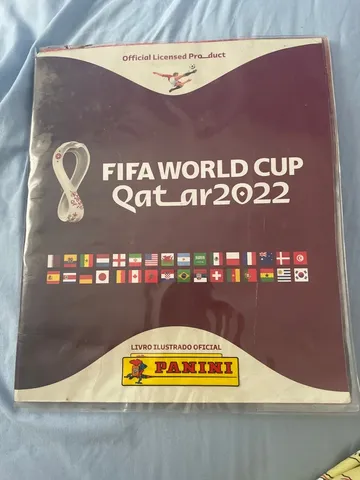 Official Licensed Product
FIFA WORLD CUP
Qatar2022
LIVRO ILUSTRADO OFICIAL
PANINI